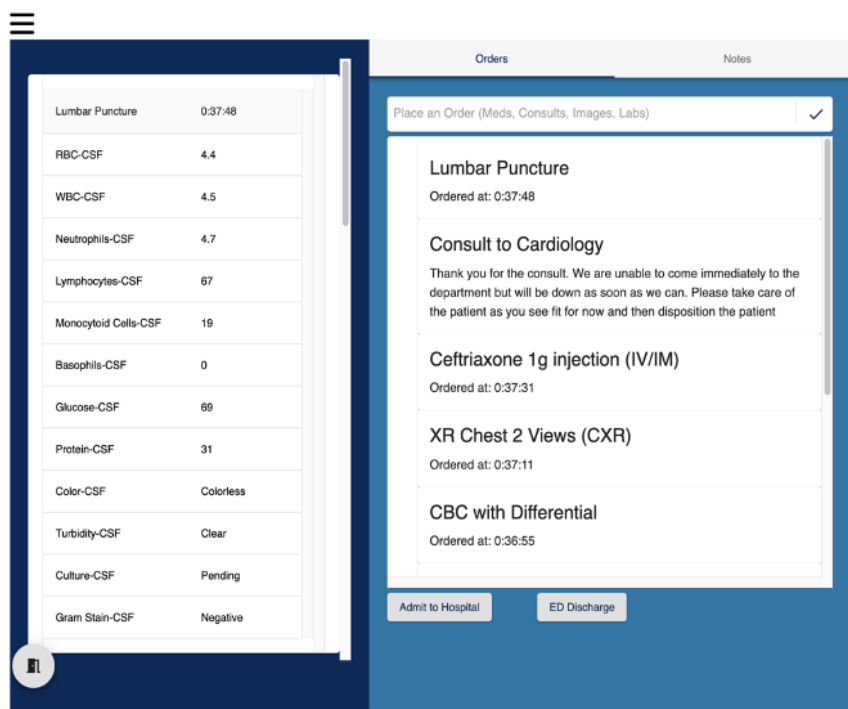 Lumbar Puncture 0:37:48
RBC-CSF 4.4
WBC-CSF 4.5
Neutrophils-CSF 4.7
Lymphocytes-CSF 67
Monocytoid Cells-CSF 19
Basophils-CSF 0
Glucose-CSF 69
Protein-CSF 31
Color-CSF Colorless
Turbidity-CSF Clear
Culture-CSF Pending
Gram Stain-CSF Negative
Orders Notes
Place an Order (Meds, Consults, Images, Labs)
Lumbar Puncture
Ordered at: 0:37:48
Consult to Cardiology
Thank you for the consult. We are unable to come immediately to the
department but will be down as soon as we can. Please take care of
the patient as you see fit for now and then disposition the patient
Ceftriaxone 1g injection (IV/IM)
Ordered at: 0:37:31
XR Chest 2 Views (CXR)
Ordered at: 0:37:11
CBC with Differential
Ordered at: 0:36:55
Admit to Hospital ED Discharge